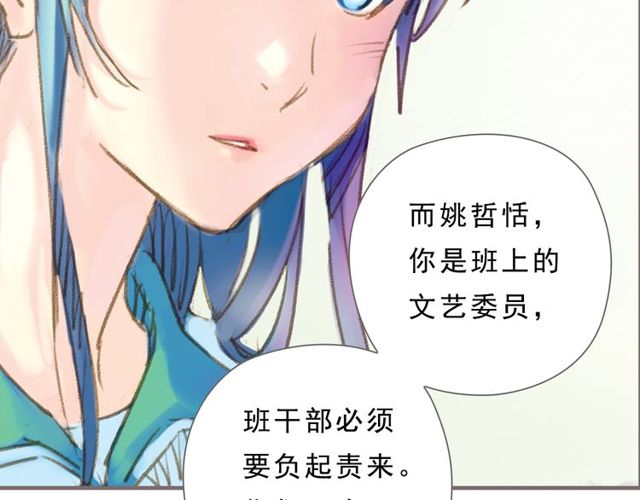 而姚哲恬，
你是班上的
文艺委员，
班干部必须
要负起责来。